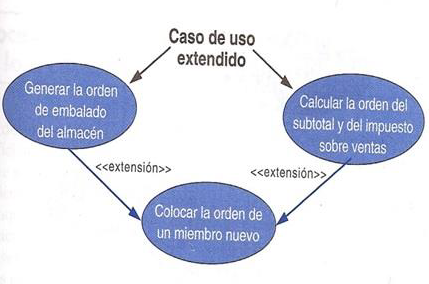 Caso de uso
extendido
Generar la orden
de embalado
del almacén
Calcular la orden del
subtotal y del impuesto
sobre ventas
<<extensión>>
<<extensión>>
Colocar la orden de
un miembro nuevo